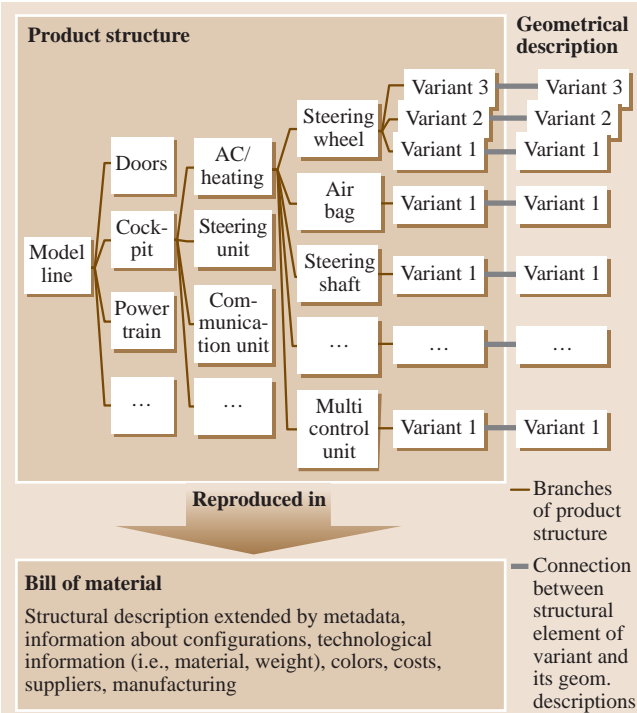 Product structure
Geometrical
description
Model
line
Doors
Cock-
pit
Power
train
…
AC/
heating
Steering
unit
Com-
munica-
tion unit
…
Steering
wheel
Air
bag
Steering
shaft
…
Multi
control
unit
Variant 3
Variant 2
Variant 1
Variant 1
Variant 1
…
Variant 1
Variant 3
Variant 2
Variant 1
Variant 1
Variant 1
…
Variant 1
Reproduced in
Branches
of product
structure
Connection
between
structural
element of
variant and
its geom.
descriptions
Bill of material
Structural description extended by metadata,
information about configurations, technological
information (i.e., material, weight), colors, costs,
suppliers, manufacturing